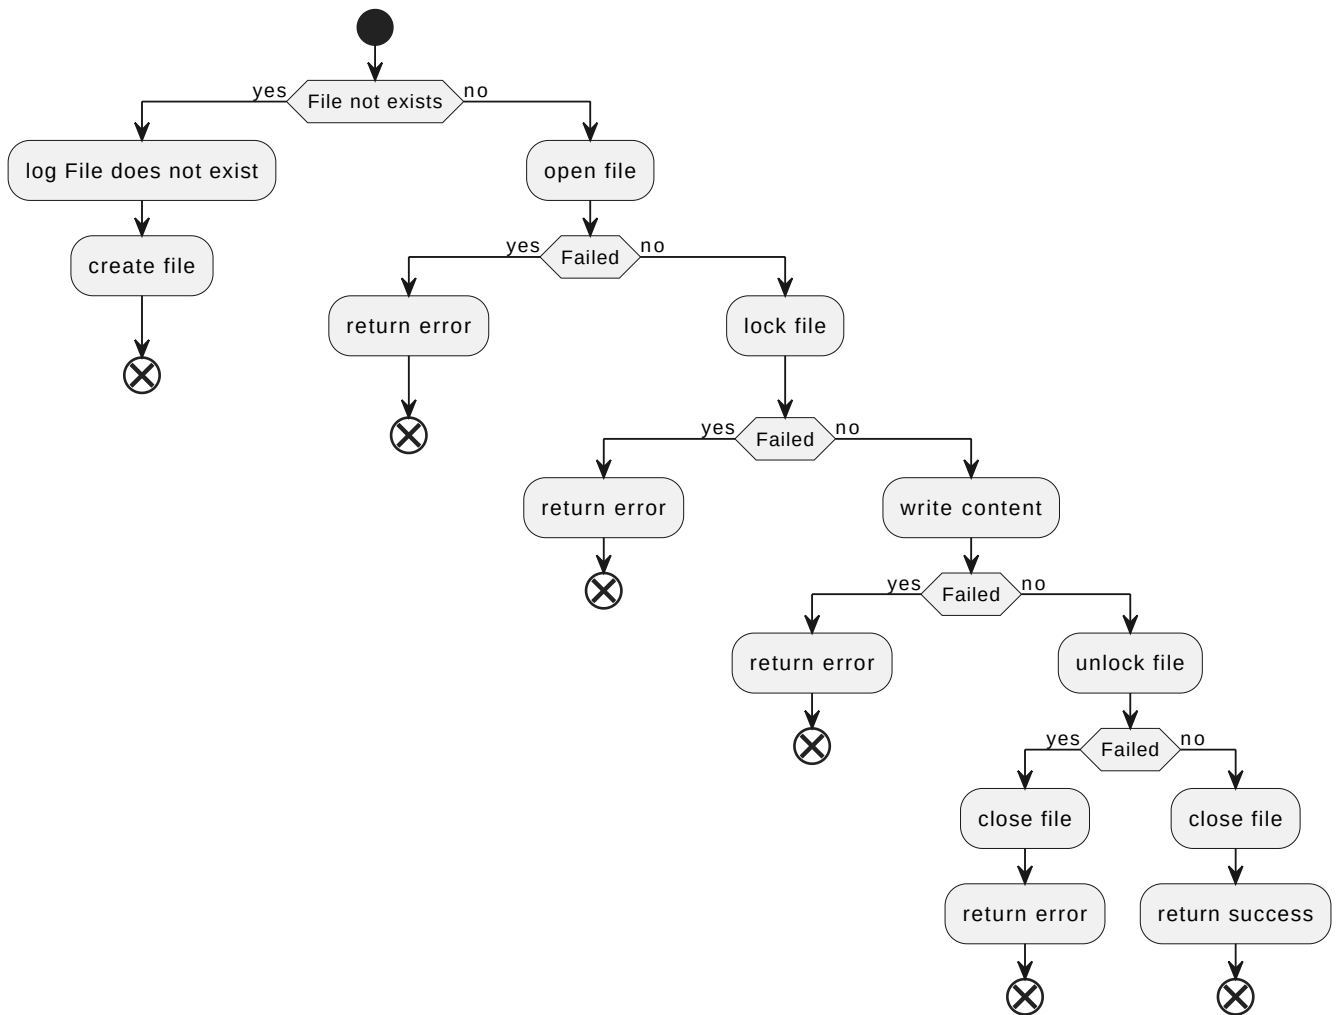 yes
File not exists
no
log File does not exist
open file
create file
yes
Failed
no
return error
lock file
yes
Failed
no
return error
write content
yes
Failed
no
return error
unlock file
yes
Failed
no
close file
close file
return error
return success